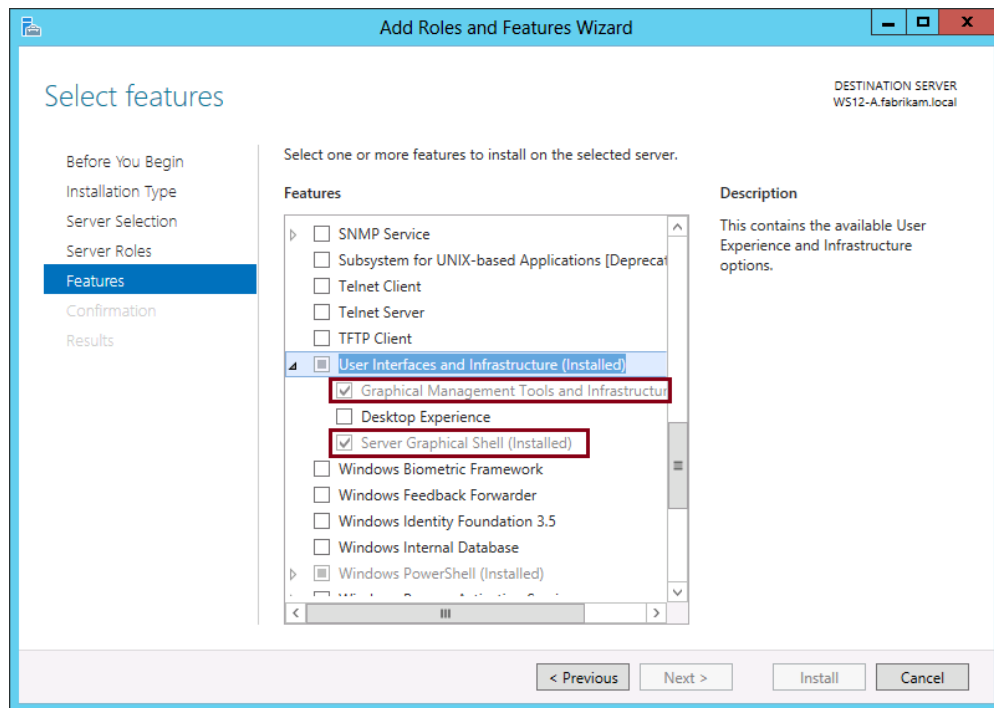 Add Roles and Features Wizard
Select features
DESTINATION SERVER
WS12-A.fabrikam.local
Before You Begin
Installation Type
Server Selection
Server Roles
Features
Confirmation
Results
Select one or more features to install on the selected server.
Features
SNMP Service
Subsystem for UNIX-based Applications [Deprecat
Telnet Client
Telnet Server
TFTP Client
User Interfaces and Infrastructure (Installed)
Graphical Management Tools and Infrastructur
Desktop Experience
Server Graphical Shell (Installed)
Windows Biometric Framework
Windows Feedback Forwarder
Windows Identity Foundation 3.5
Windows Internal Database
Windows PowerShell (Installed)
Description
This contains the available User
Experience and Infrastructure
options.
< Previous
Next >
Install
Cancel